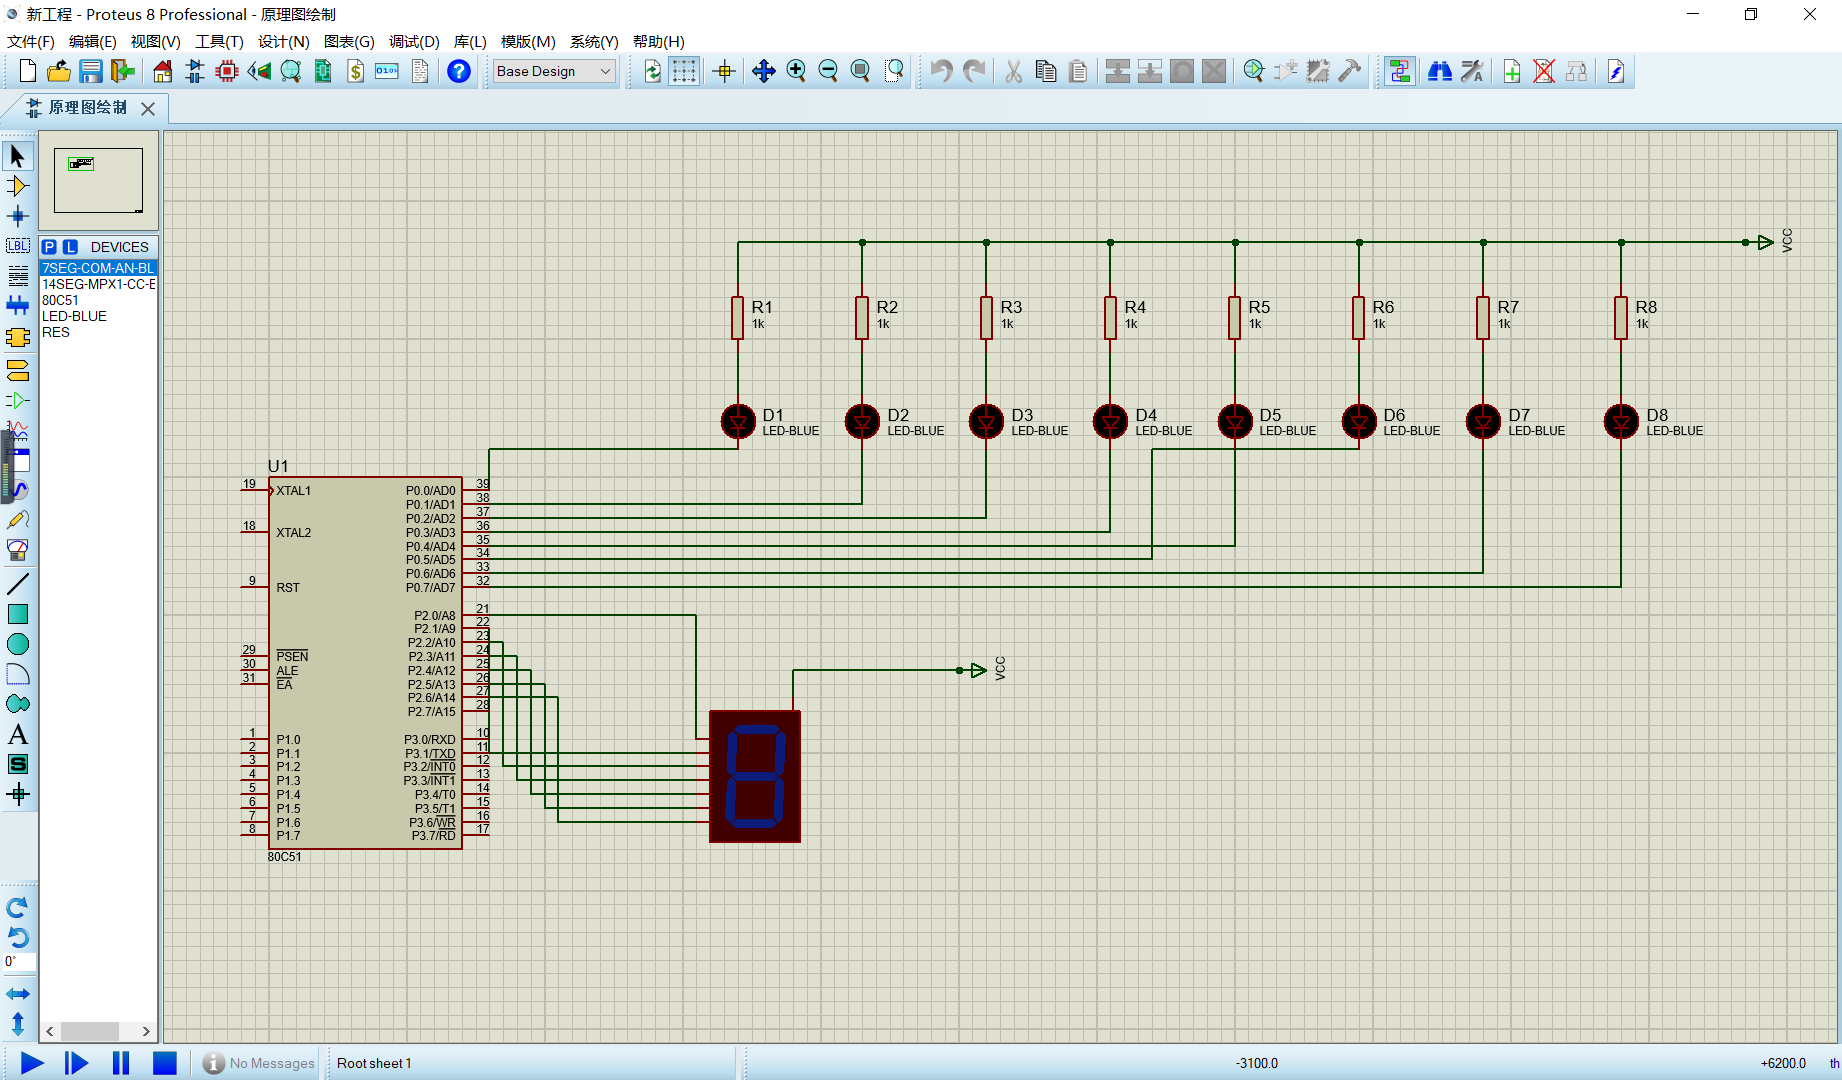 新工程 - Proteus 8 Professional - 原理图绘制
文件(F) 编辑(E) 视图(V) 工具(T) 设计(N) 图表(G) 调试(D) 库(L) 模版(M) 系统(Y) 帮助(H)
Base Design
原理图绘制
P L DEVICES
7SEG-COM-AN-BL
14SEG-MPX1-CC-E
80C51
LED-BLUE
RES
LBL
A
S
0°
VCC
R1 R2 R3 R4 R5 R6 R7 R8
1k 1k 1k 1k 1k 1k 1k 1k
D1 D2 D3 D4 D5 D6 D7 D8
LED-BLUE LED-BLUE LED-BLUE LED-BLUE LED-BLUE LED-BLUE LED-BLUE LED-BLUE
U1
19 XTAL1 P0.0/AD0 39
P0.1/AD1 38
P0.2/AD2 37
18 XTAL2 P0.3/AD3 36
P0.4/AD4 35
P0.5/AD5 34
P0.6/AD6 33
9 RST P0.7/AD7 32
P2.0/A8 21
P2.1/A9 22
P2.2/A10 23
29 PSEN P2.3/A11 24
30 ALE P2.4/A12 25
31 EA P2.5/A13 26
P2.6/A14 27
P2.7/A15 28
VCC
1 P1.0 P3.0/RXD 10
2 P1.1 P3.1/TXD 11
3 P1.2 P3.2/INT0 12
4 P1.3 P3.3/INT1 13
5 P1.4 P3.4/T0 14
6 P1.5 P3.5/T1 15
7 P1.6 P3.6/WR 16
8 P1.7 P3.7/RD 17
80C51
No Messages Root sheet 1 -3100.0 +6200.0 th